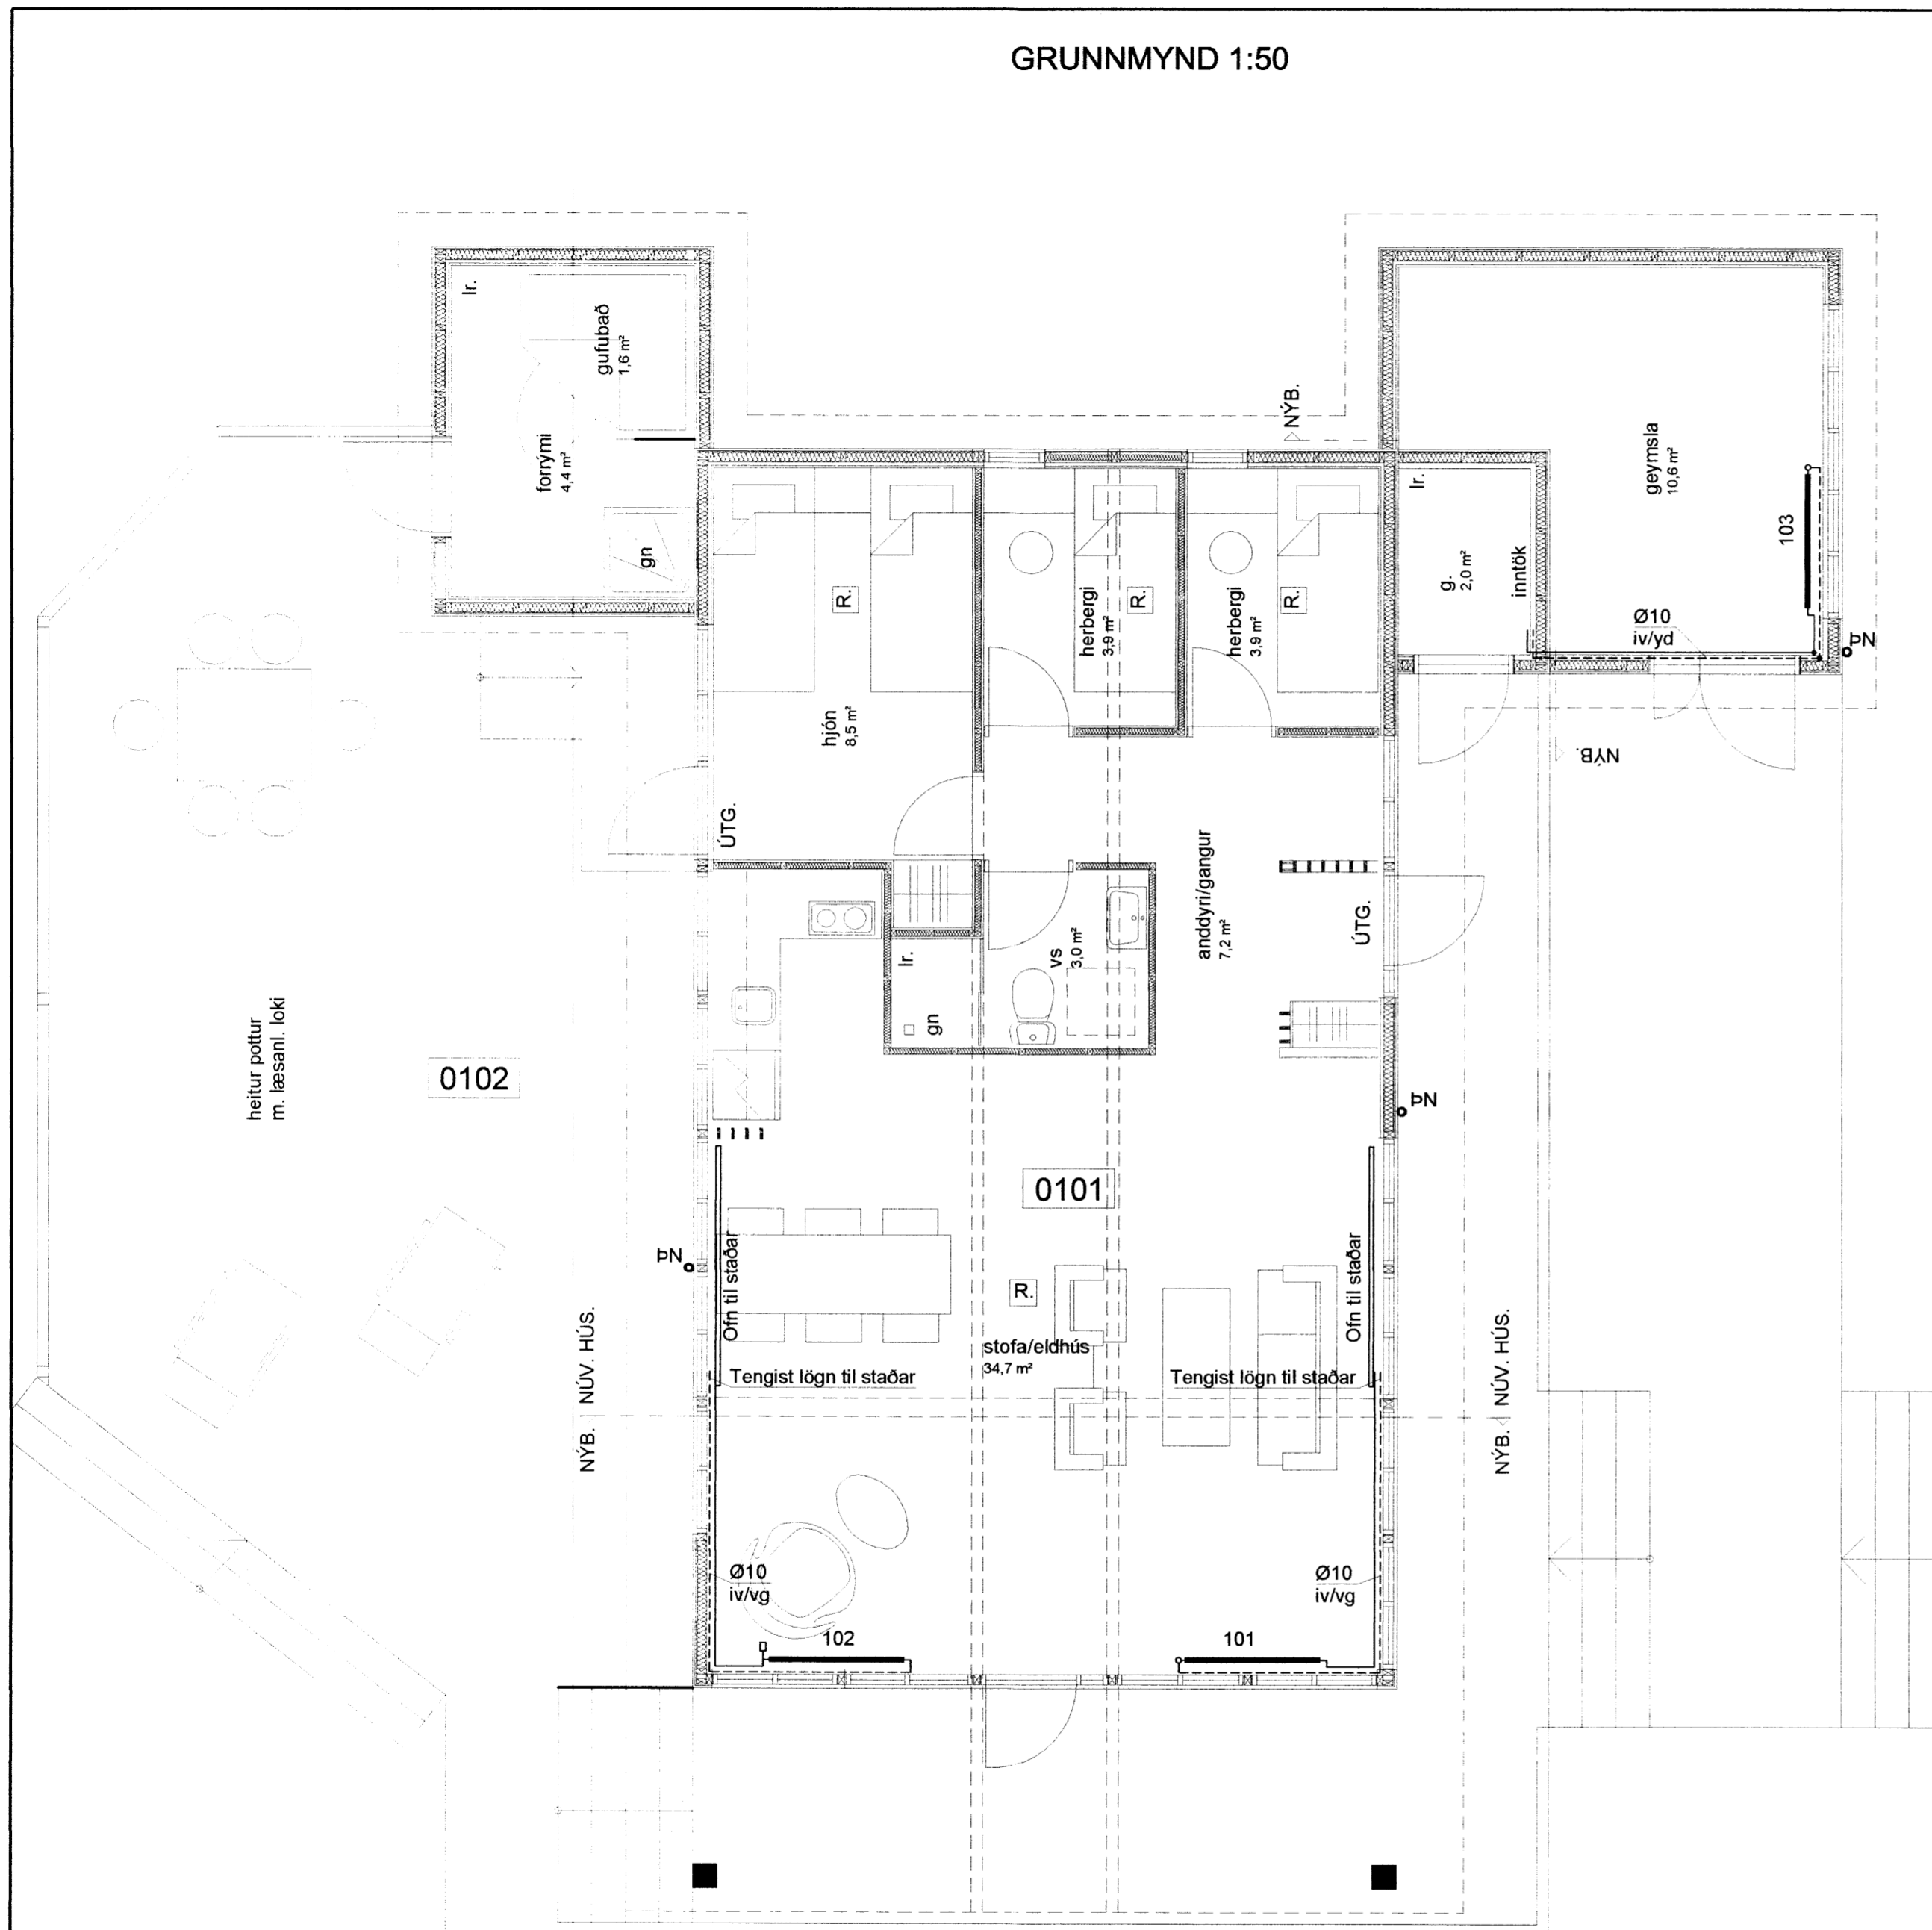 GRUNNMYND 1:50
lr.
gufubað
1,6 m²
forrými
4,4 m²
gn
NÝB.
lr.
g.
2,0 m²
inntök
geymsla
10,6 m²
103
Ø10
iv/yd
ÞN
NÝB.
R.
hjón
8,5 m²
herbergi
3,9 m²
R.
herbergi
3,9 m²
R.
ÚTG.
lr.
gn
vs
3,0 m²
anddyri/gangur
7,2 m²
ÚTG.
heitur pottur
m. læsanl. loki
0102
ÞN
0101
ÞN
Ofn til staðar
Ofn til staðar
R.
stofa/eldhús
34,7 m²
Tengist lögn til staðar
Tengist lögn til staðar
NÝB. NÚV. HÚS.
NÝB. NÚV. HÚS.
Ø10
iv/vg
Ø10
iv/vg
102
101